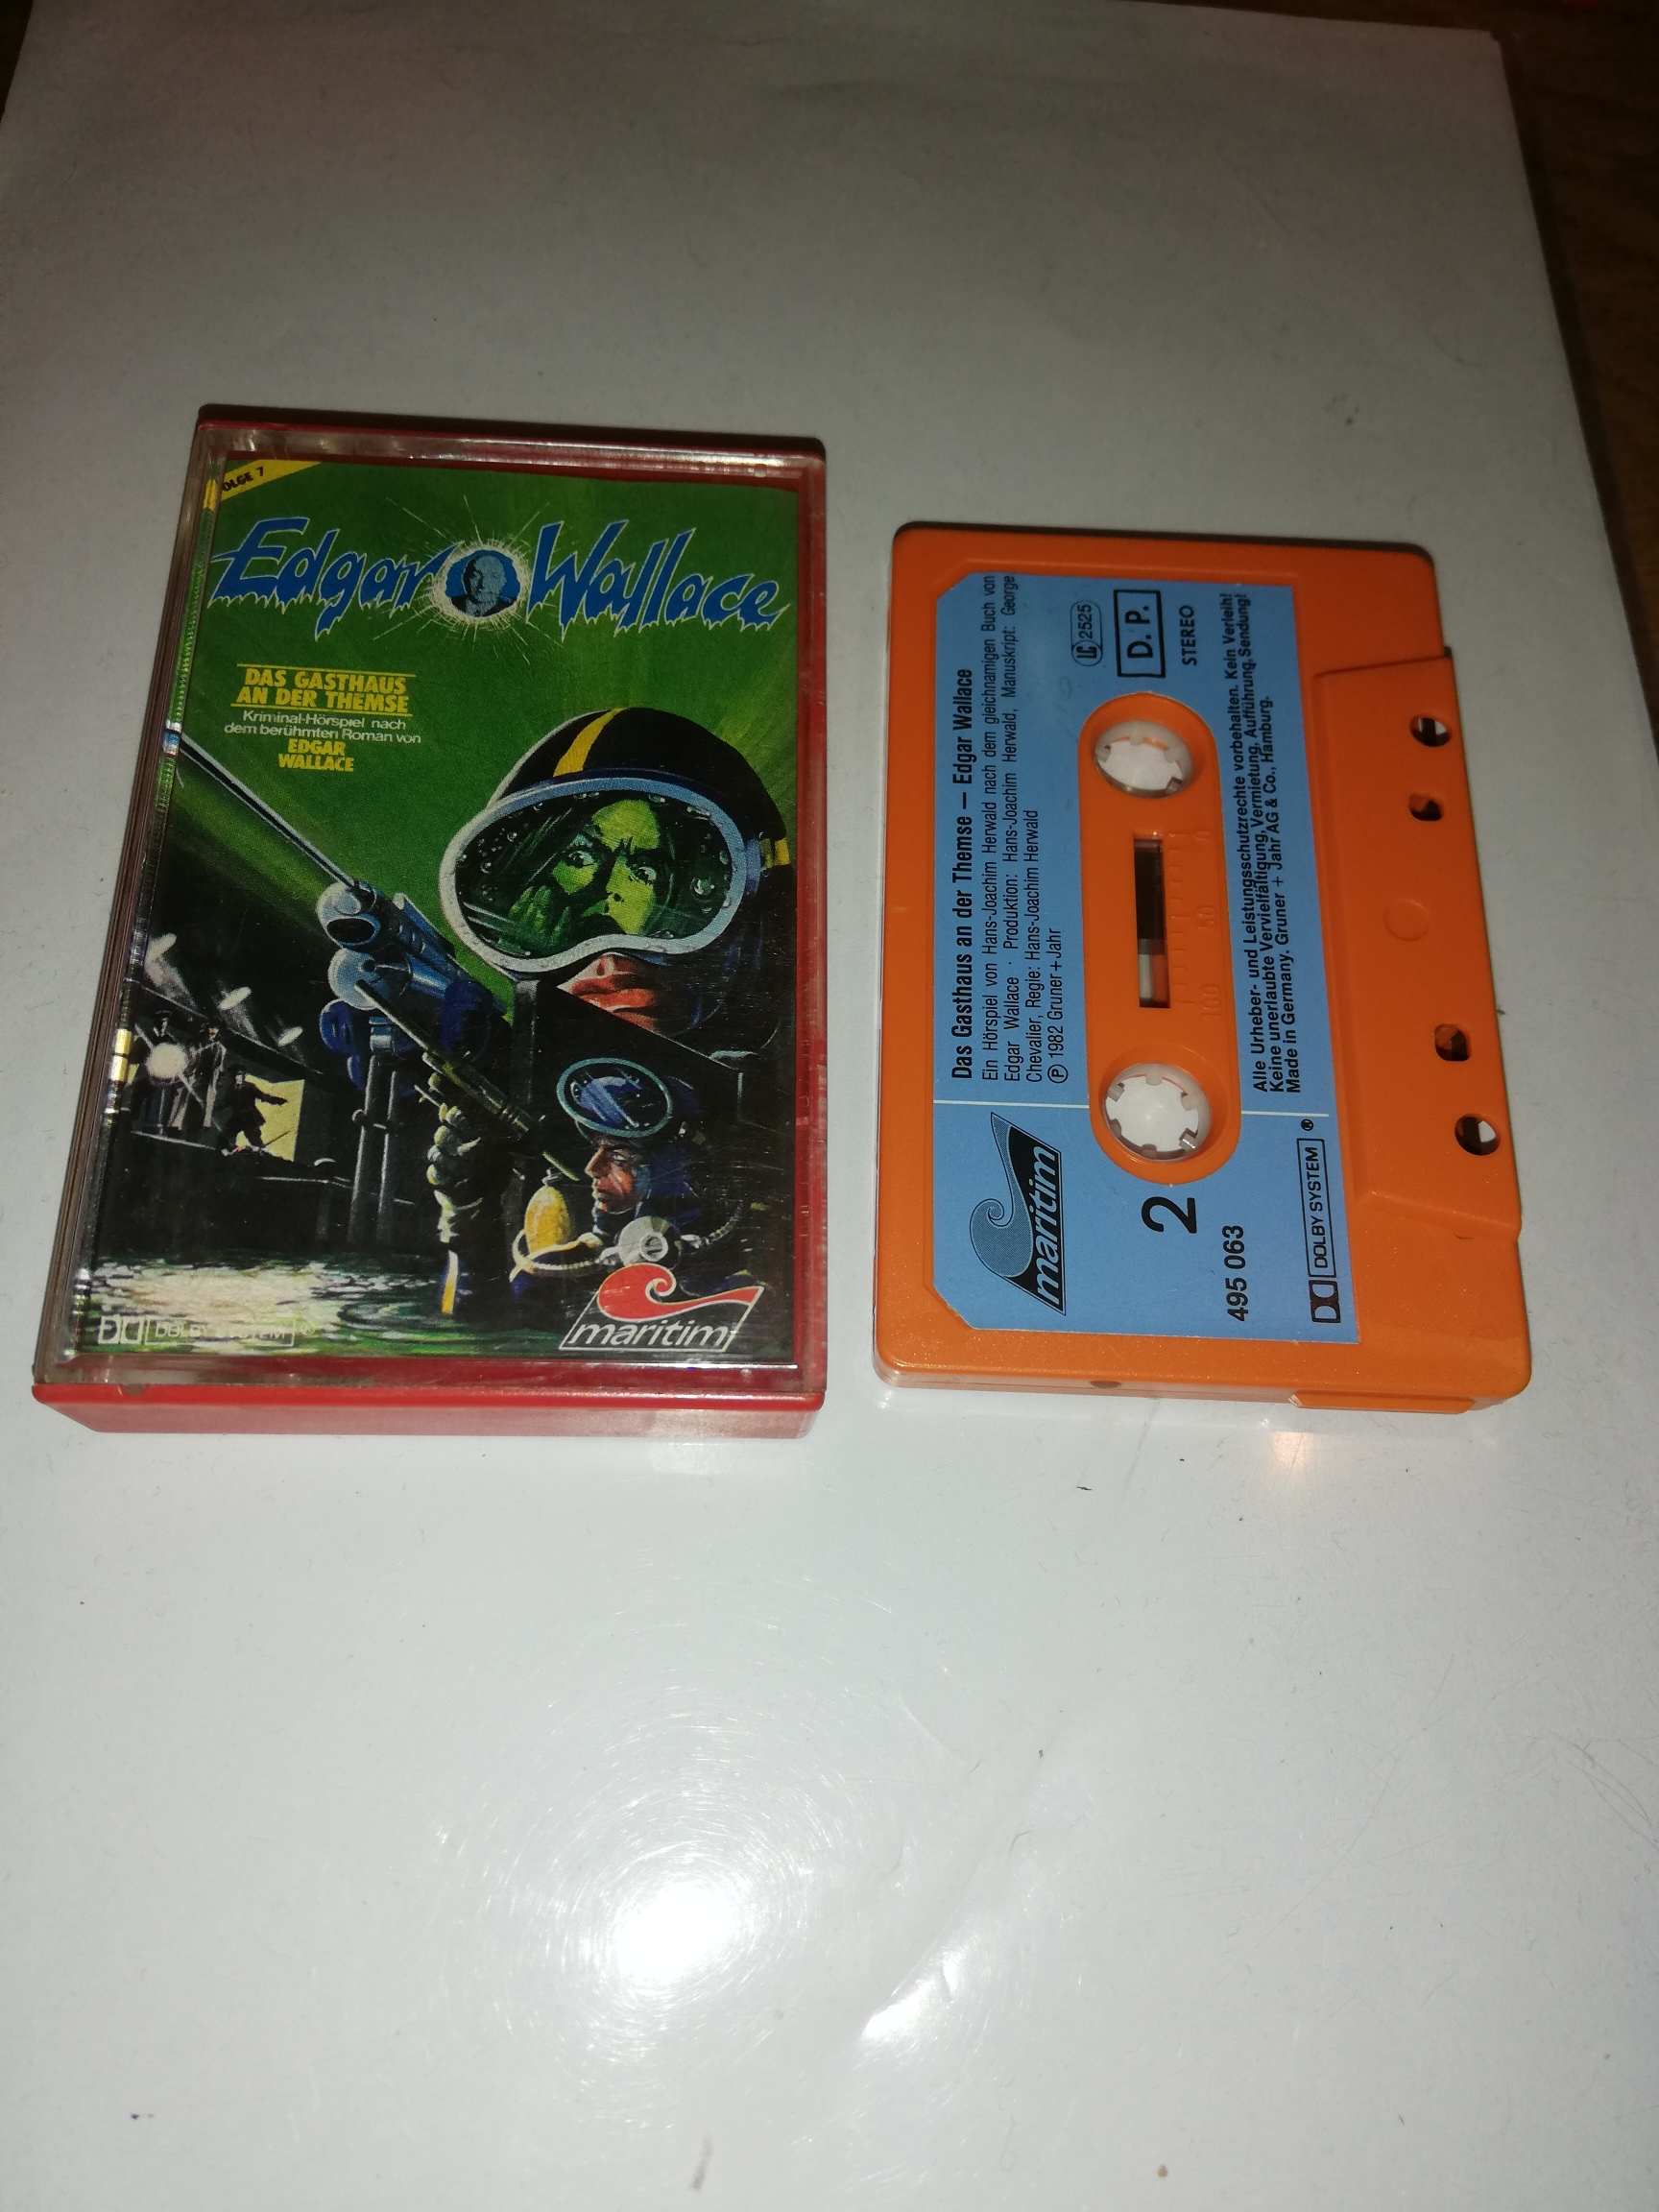 OLGE 7
Edgar Wallace
DAS GASTHAUS
AN DER THEMSE
Kriminal-Hörspiel nach
dem berühmten Roman von
EDGAR
WALLACE
DOLBY SYSTEM
maritim
Das Gasthaus an der Themse – Edgar Wallace
Ein Hörspiel von Hans-Joachim Herwald nach dem gleichnamigen Buch von
Edgar Wallace · Produktion: Hans-Joachim Herwald, Manuskript: George
Chevalier, Regie: Hans-Joachim Herwald
Ⓟ 1982 Gruner+Jahr
LC 2525
D. P.
STEREO
maritim
2
495 063
DOLBY SYSTEM ®
Alle Urheber- und Leistungsschutzrechte vorbehalten. Kein Verleih!
Keine unerlaubte Vervielfältigung, Vermietung, Aufführung, Sendung!
Made in Germany. Gruner + Jahr AG & Co., Hamburg.
100 50 0